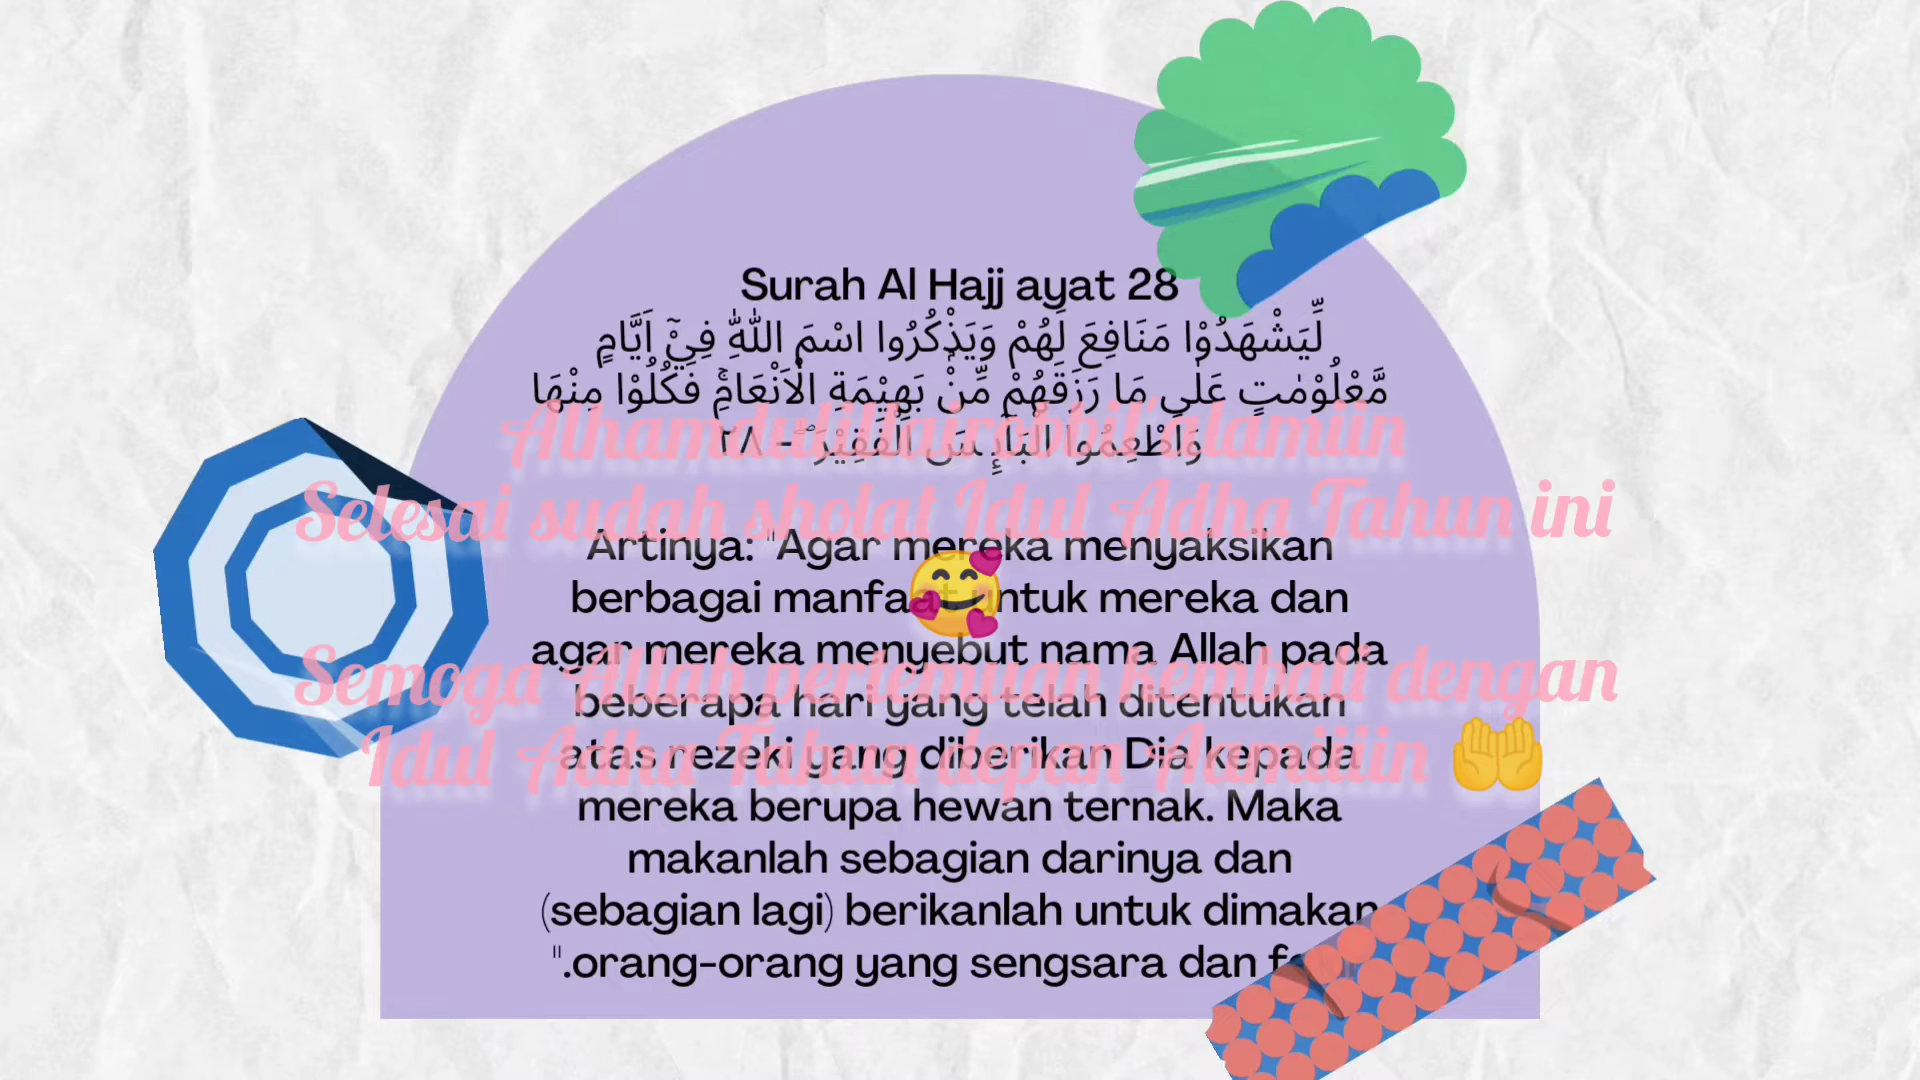 Surah Al Hajj ayat 28
لِّيَشْهَدُوْا مَنَافِعَ لَهُمْ وَيَذْكُرُوا اسْمَ اللّٰهِ فِيْٓ اَيَّامٍ
مَّعْلُوْمٰتٍ عَلٰى مَا رَزَقَهُمْ مِّنْۢ بَهِيْمَةِ الْاَنْعَامِۚ فَكُلُوْا مِنْهَا
وَاَطْعِمُوا الْبَاۤىِٕسَ الْفَقِيْرَ ۖ - ٢٨
Artinya: "Agar mereka menyaksikan
berbagai manfaat untuk mereka dan
agar mereka menyebut nama Allah pada
beberapa hari yang telah ditentukan
atas rezeki yang diberikan Dia kepada
mereka berupa hewan ternak. Maka
makanlah sebagian darinya dan
(sebagian lagi) berikanlah untuk dimakan
".orang-orang yang sengsara dan
Selesai sudah sholat Idul Adha Tahun ini
🥰
Semoga Allah pertemukan kembali dengan
Idul Adha Tahun depan 🤲